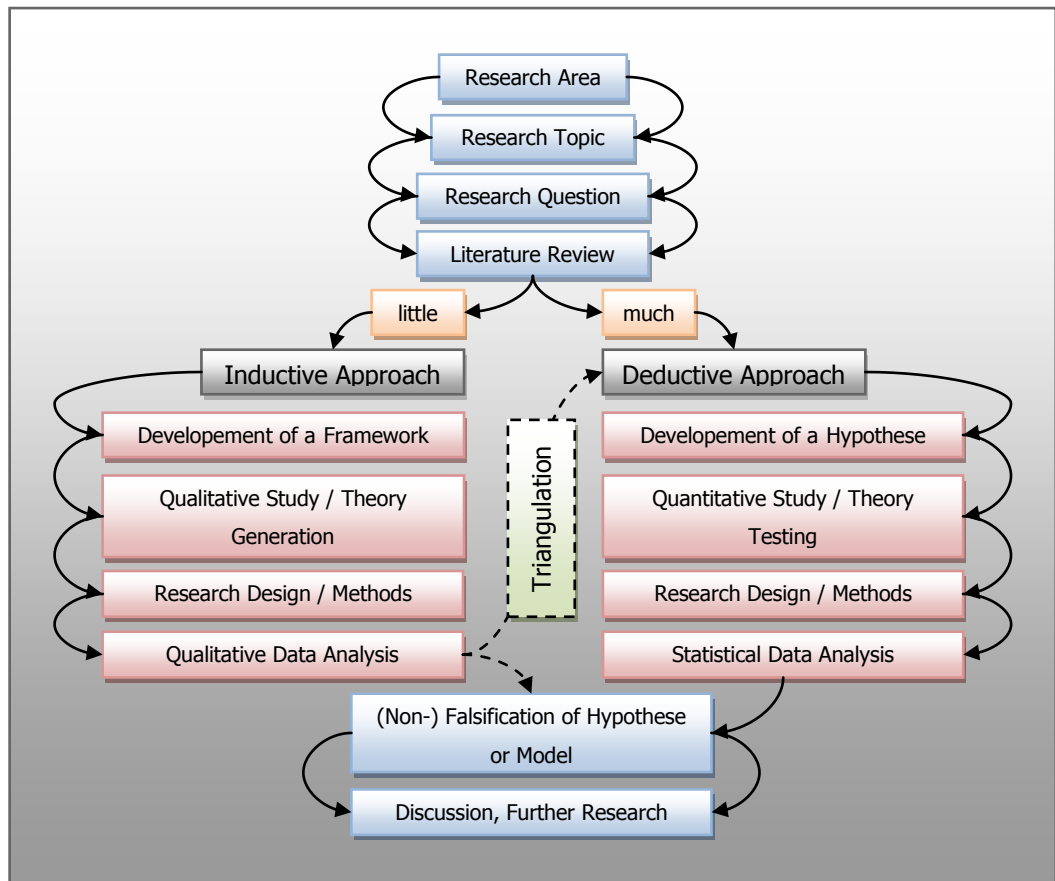 Research Area
Research Topic
Research Question
Literature Review
little
much
Inductive Approach
Developement of a Framework
Qualitative Study / Theory
Generation
Research Design / Methods
Qualitative Data Analysis
Triangulation
Deductive Approach
Developement of a Hypothese
Quantitative Study / Theory
Testing
Research Design / Methods
Statistical Data Analysis
(Non-) Falsification of Hypothese
or Model
Discussion, Further Research